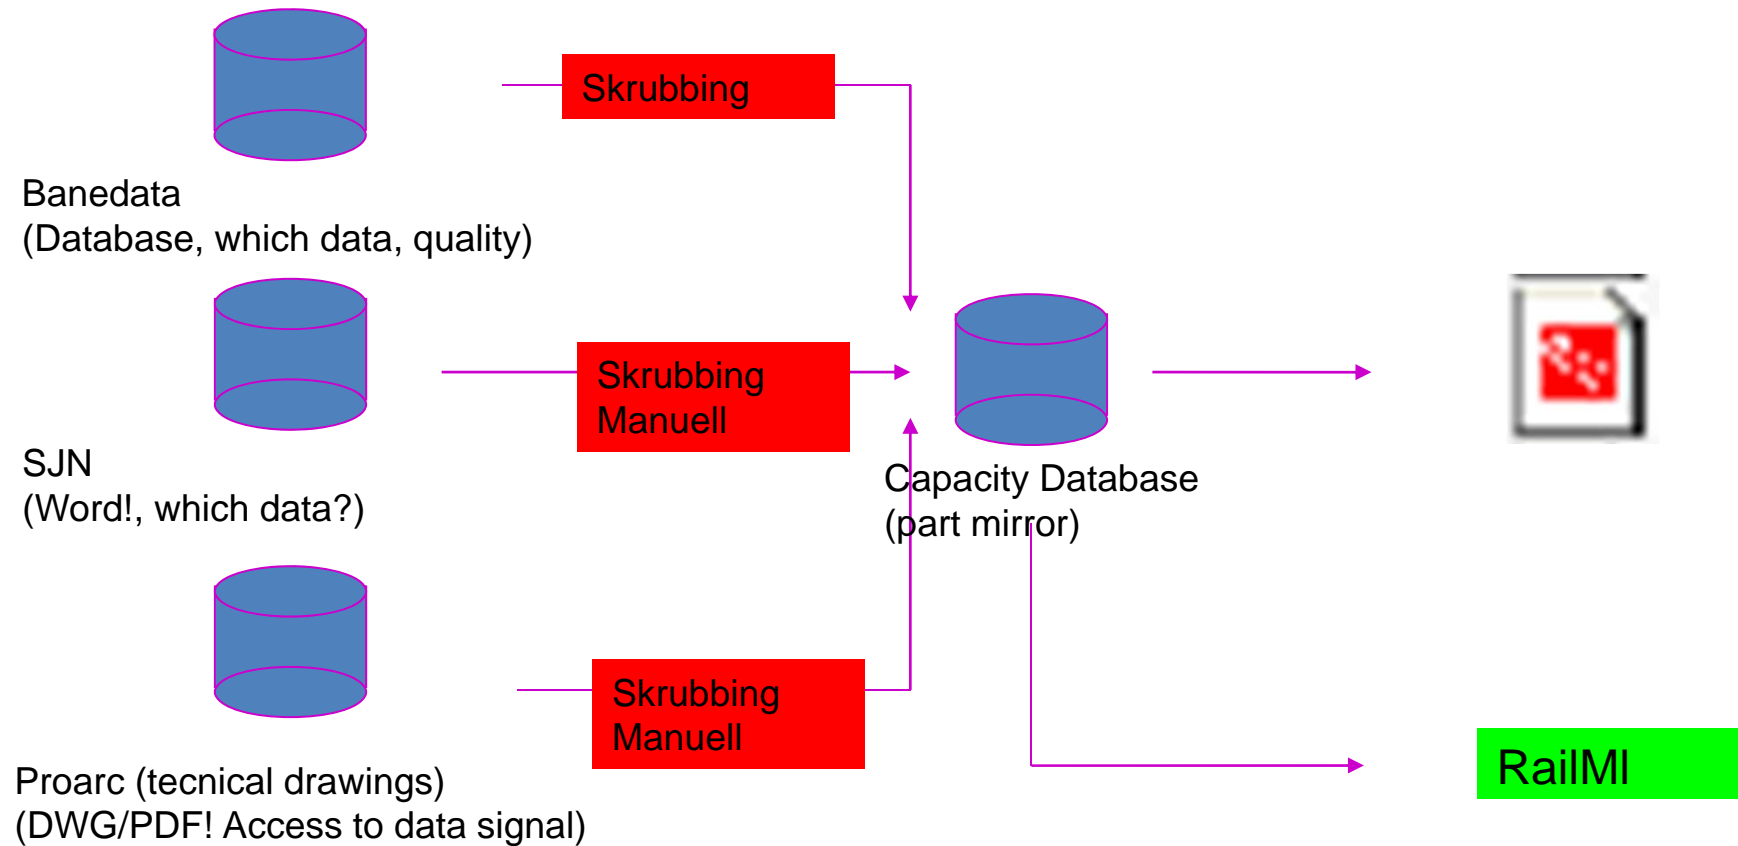 Skrubbing
Banedata
(Database, which data, quality)
Skrubbing
Manuell
SJN
(Word!, which data?)
Capacity Database
(part mirror)
Skrubbing
Manuell
Proarc (tecnical drawings)
(DWG/PDF! Access to data signal)
RailMl